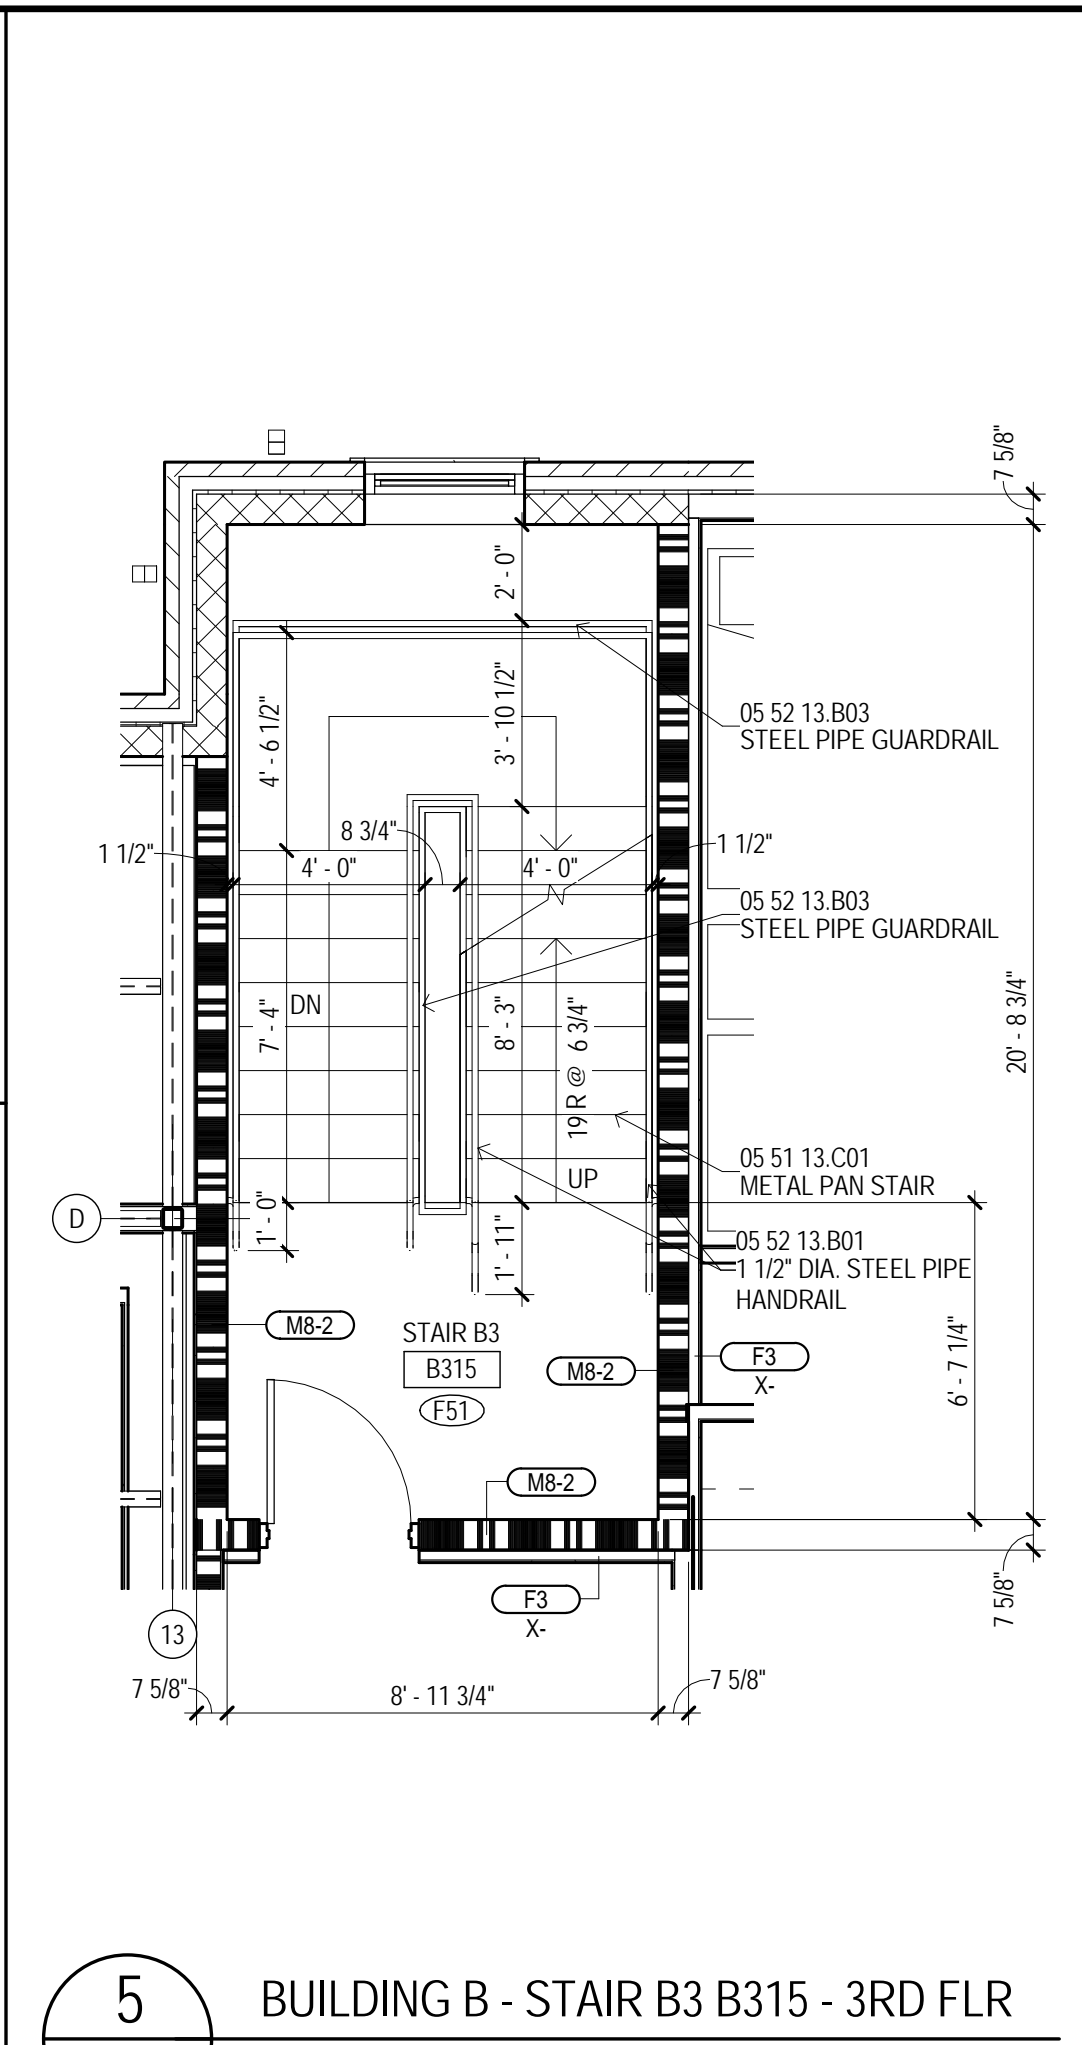 7 5/8"
2' - 0"
4' - 6 1/2"
3' - 10 1/2"
05 52 13.B03
STEEL PIPE GUARDRAIL
8 3/4"
1 1/2"
4' - 0"
4' - 0"
1 1/2"
05 52 13.B03
STEEL PIPE GUARDRAIL
DN
7' - 4"
8' - 3"
19 R @ 6 3/4"
20' - 8 3/4"
05 51 13.C01
METAL PAN STAIR
UP
D
1' - 0"
1' - 11"
05 52 13.B01
1 1/2" DIA. STEEL PIPE
HANDRAIL
M8-2
STAIR B3
B315
F51
M8-2
F3
X-
6' - 7 1/4"
M8-2
F3
X-
7 5/8"
13
7 5/8"
8' - 11 3/4"
7 5/8"
5
BUILDING B - STAIR B3 B315 - 3RD FLR